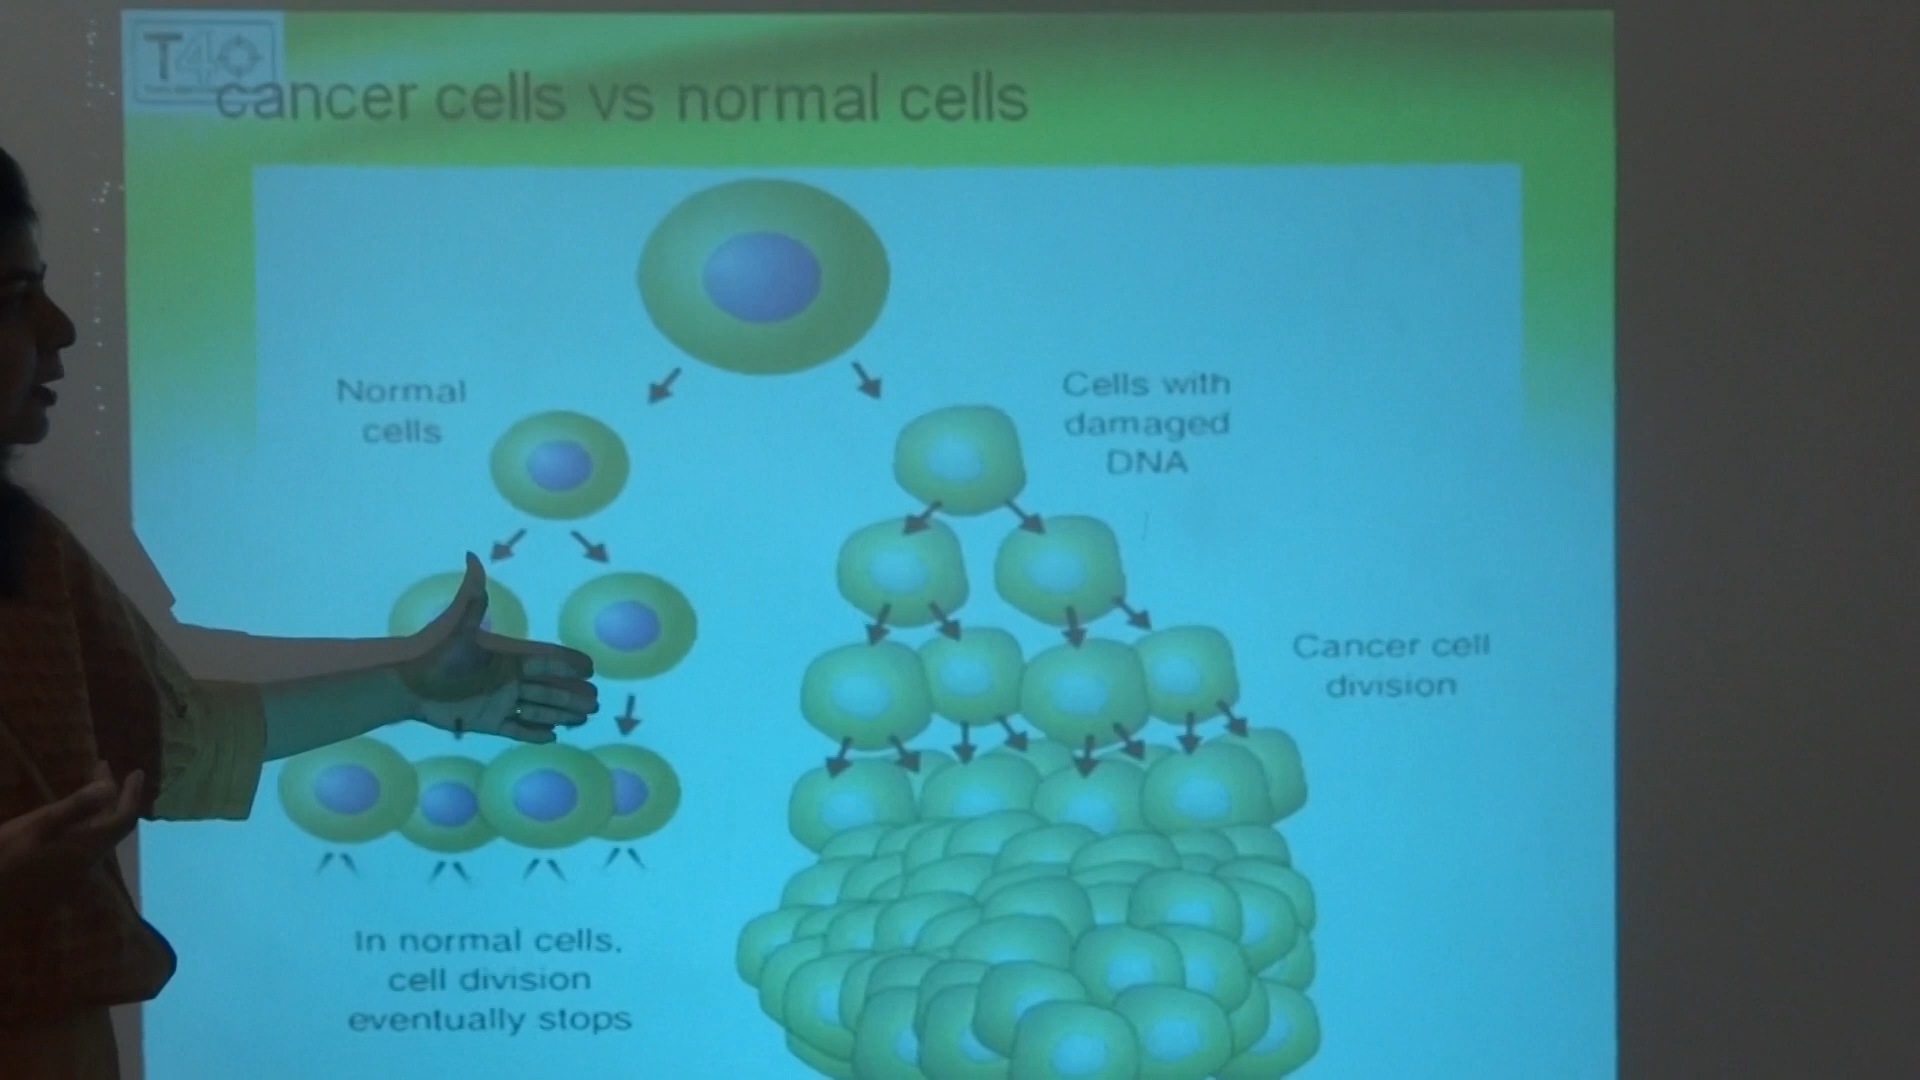 T4
cancer cells vs normal cells
Normal
cells
Cells with
damaged
DNA
Cancer cell
division
In normal cells,
cell division
eventually stops